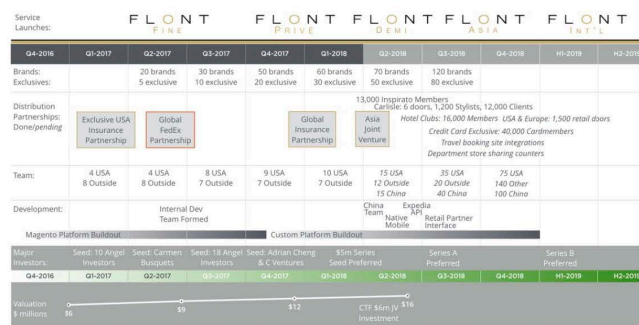 Service
Launches:
FLONT
FINE
FLONT
PRIVE
FLONT
DEMI
FLONT
ASIA
FLONT
INT'L
Q4-2016 Q1-2017 Q2-2017 Q3-2017 Q4-2017 Q1-2018 Q2-2018 Q3-2018 Q4-2018 H1-2019 H2-2019
Brands: 20 brands 30 brands 50 brands 60 brands 70 brands 120 brands
Exclusives: 5 exclusive 10 exclusive 20 exclusive 30 exclusive 50 exclusive 80 exclusive
Distribution
Partnerships:
Done/pending
Exclusive USA
Insurance
Partnership
Global
FedEx
Partnership
Global
Insurance
Partnership
Asia
Joint
Venture
13,000 Inspirato Members
Carlisle: 6 doors, 1,200 Stylists, 12,000 Clients
Hotel Clubs: 16,000 Members USA & Europe: 1,500 retail doors
Credit Card Exclusive: 40,000 Cardmembers
Travel booking site integrations
Department store sharing counters
Team: 4 USA 4 USA 8 USA 9 USA 10 USA 15 USA 35 USA 75 USA
8 Outside 8 Outside 7 Outside 7 Outside 7 Outside 12 Outside 20 Outside 140 Other
15 China 40 China 100 China
Development:
Internal Dev
Team Formed
China
Team
Native
Mobile
Expedia
API
Retail Partner
Interface
Magento Platform Buildout
Custom Platform Buildout
Major
Investors:
Seed: 10 Angel
Investors
Seed: Carmen
Busquets
Seed: 18 Angel
Investors
Seed: Adrian Cheng
& C Ventures
$5m Series
Seed Preferred
Series A
Preferred
Series B
Preferred
Q4-2016 Q1-2017 Q2-2017 Q3-2017 Q4-2017 Q1-2018 Q2-2018 Q3-2018 Q4-2018 H1-2019 H2-2019
Valuation
$ millions
$6
$9
$12
CTF $6m JV
Investment
$16